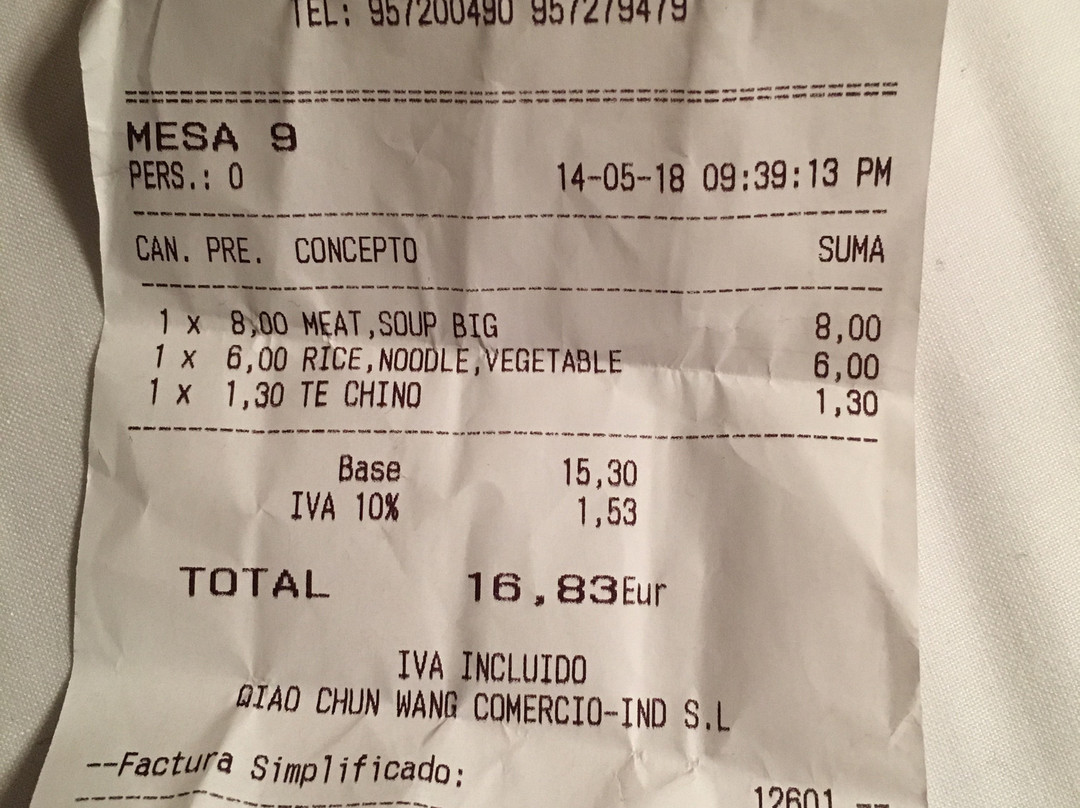 TEL: 957200490 957279479
MESA 9
PERS.: 0 14-05-18 09:39:13 PM
CAN. PRE. CONCEPTO SUMA
1 x 8,00 MEAT,SOUP BIG 8,00
1 x 6,00 RICE,NOODLE,VEGETABLE 6,00
1 x 1,30 TE CHINO 1,30
Base 15,30
IVA 10% 1,53
TOTAL 16,83Eur
IVA INCLUIDO
QIAO CHUN WANG COMERCIO-IND S.L
--Factura Simplificado:
12601 --